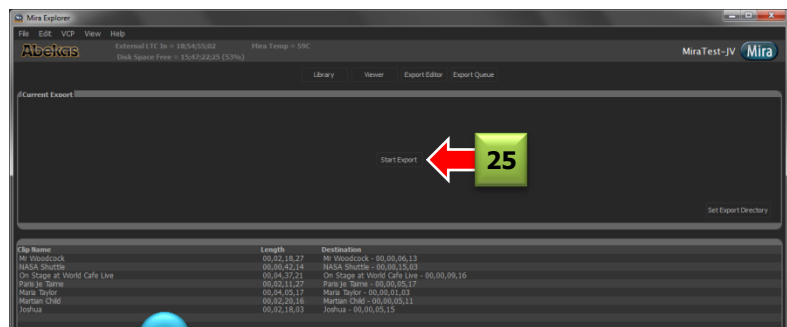 Mira Explorer
File Edit VCP View Help
Abekas
External LTC In = 18;54;55;02 Mira Temp = 59C
Disk Space Free = 15;47;22;25 (53%)
MiraTest-JV Mira
Library Viewer Export Editor Export Queue
Current Export
Start Export
25
Set Export Directory
Clip Name Length Destination
Mr Woodcock 00,02,18,27 Mr Woodcock - 00,00,06,13
NASA Shuttle 00,00,42,14 NASA Shuttle - 00,00,15,03
On Stage at World Cafe Live 00,04,37,21 On Stage at World Cafe Live - 00,00,09,16
Paris Je Taime 00,02,11,27 Paris Je Taime - 00,00,05,17
Maria Taylor 00,04,05,17 Maria Taylor - 00,00,01,03
Martian Child 00,02,20,16 Martian Child - 00,00,05,11
Joshua 00,02,18,03 Joshua - 00,00,05,15